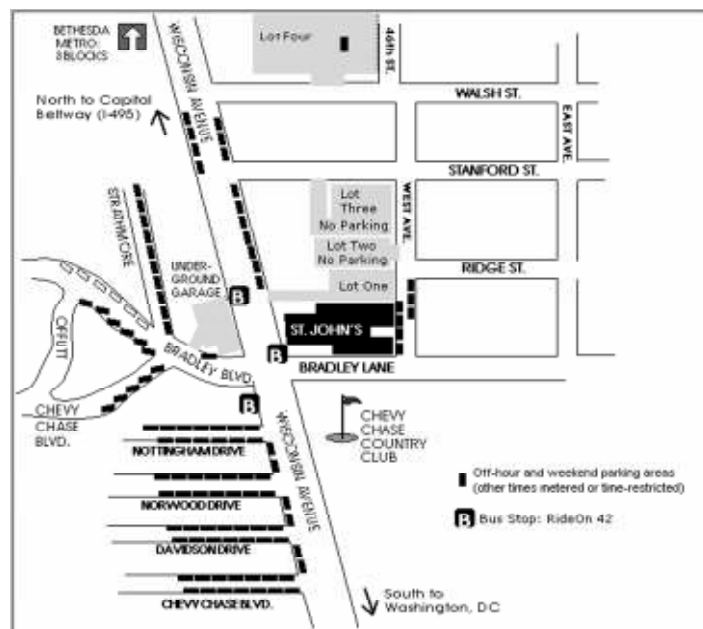 BETHESDA
METRO:
3 BLOCKS
WISCONSIN AVENUE
Lot Four
46th ST.
WALSH ST.
North to Capital
Beltway (I-495)
EAST AVE.
STANFORD ST.
STRATHMORE
Lot
Three
No Parking
WEST AVE.
Lot Two
No Parking
RIDGE ST.
UNDER-
GROUND
GARAGE
B
Lot One
ST. JOHN'S
OFFUTT
BRADLEY BLVD.
B
BRADLEY LANE
CHEVY
CHASE
BLVD.
B
WISCONSIN AVENUE
CHEVY
CHASE
COUNTRY
CLUB
NOTTINGHAM DRIVE
Off-hour and weekend parking areas
(other times metered or time-restricted)
NORWOOD DRIVE
B Bus Stop: RideOn 42
DAVIDSON DRIVE
CHEVY CHASE BLVD.
South to
Washington, DC